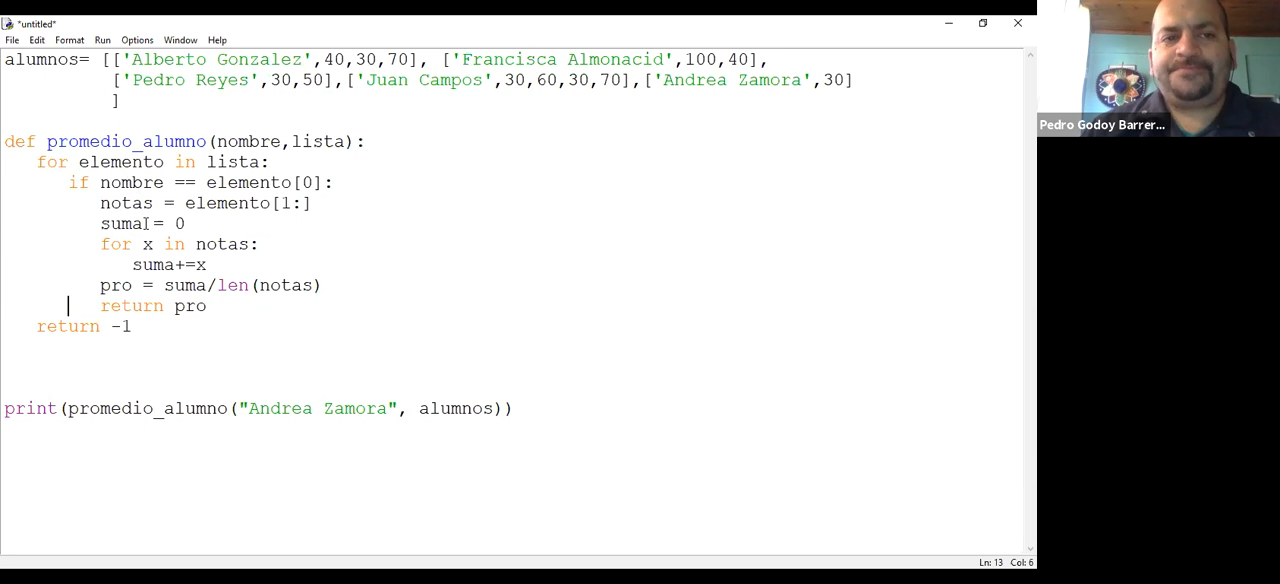 *untitled*
File Edit Format Run Options Window Help
alumnos= [['Alberto Gonzalez',40,30,70], ['Francisca Almonacid',100,40],
['Pedro Reyes',30,50],['Juan Campos',30,60,30,70],['Andrea Zamora',30]
]
def promedio_alumno(nombre,lista):
for elemento in lista:
if nombre == elemento[0]:
notas = elemento[1:]
suma = 0
for x in notas:
suma+=x
pro = suma/len(notas)
return pro
return -1
print(promedio_alumno("Andrea Zamora", alumnos))
Ln: 13 Col: 6
Pedro Godoy Barrer...